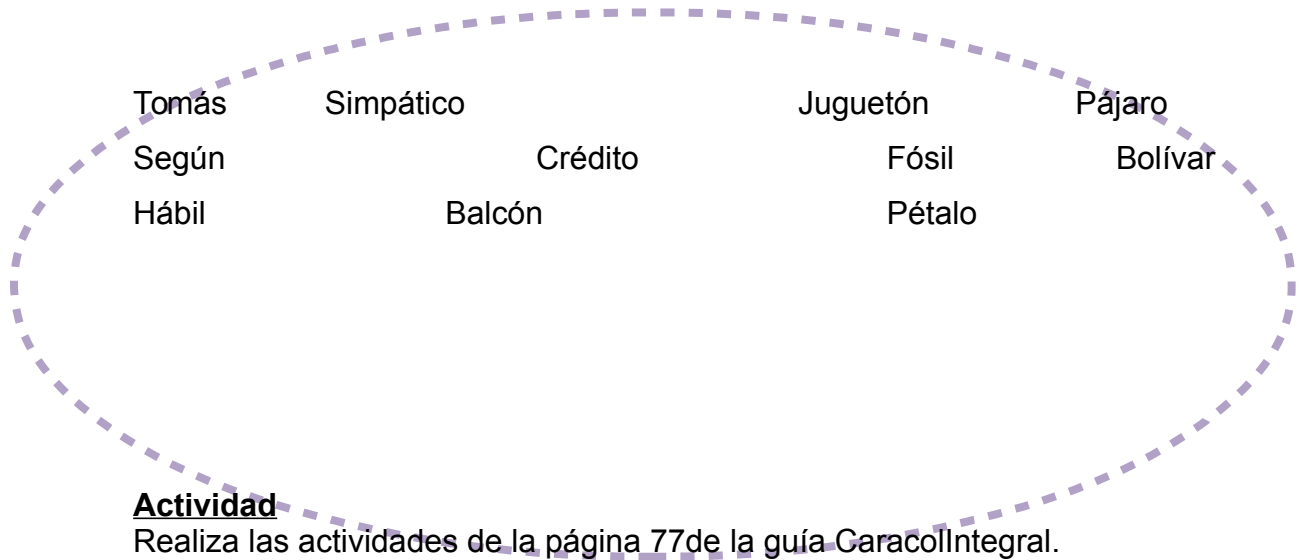 Tomás Simpático Juguetón Pájaro
Según Crédito Fósil Bolívar
Hábil Balcón Pétalo
Actividad
Realiza las actividades de la página 77de la guía CaracolIntegral.